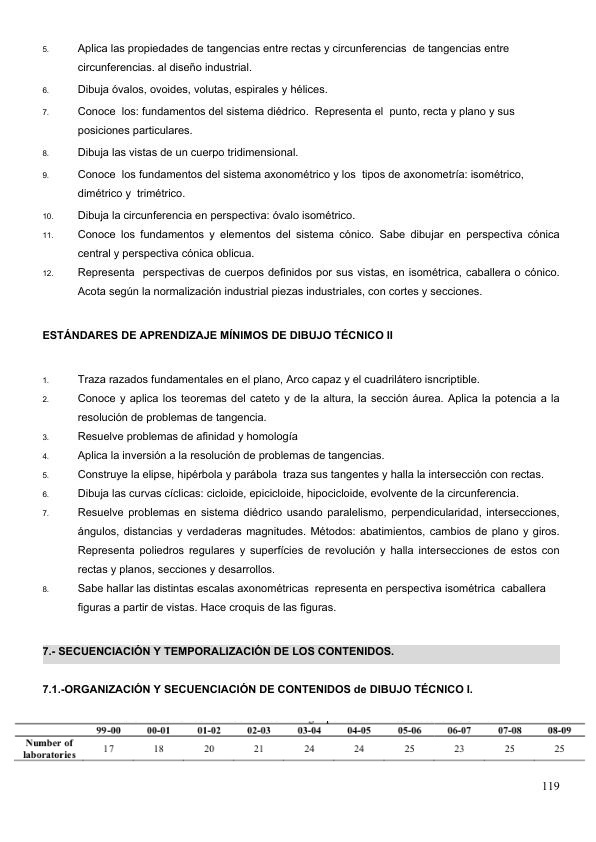 5. Aplica las propiedades de tangencias entre rectas y circunferencias de tangencias entre
circunferencias. al diseño industrial.
6. Dibuja óvalos, ovoides, volutas, espirales y hélices.
7. Conoce los: fundamentos del sistema diédrico. Representa el punto, recta y plano y sus
posiciones particulares.
8. Dibuja las vistas de un cuerpo tridimensional.
9. Conoce los fundamentos del sistema axonométrico y los tipos de axonometría: isométrico,
dimétrico y trimétrico.
10. Dibuja la circunferencia en perspectiva: óvalo isométrico.
11. Conoce los fundamentos y elementos del sistema cónico. Sabe dibujar en perspectiva cónica
central y perspectiva cónica oblicua.
12. Representa perspectivas de cuerpos definidos por sus vistas, en isométrica, caballera o cónico.
Acota según la normalización industrial piezas industriales, con cortes y secciones.
ESTÁNDARES DE APRENDIZAJE MÍNIMOS DE DIBUJO TÉCNICO II
1. Traza razados fundamentales en el plano, Arco capaz y el cuadrilátero isncriptible.
2. Conoce y aplica los teoremas del cateto y de la altura, la sección áurea. Aplica la potencia a la
resolución de problemas de tangencia.
3. Resuelve problemas de afinidad y homología
4. Aplica la inversión a la resolución de problemas de tangencias.
5. Construye la elipse, hipérbola y parábola traza sus tangentes y halla la intersección con rectas.
6. Dibuja las curvas cíclicas: cicloide, epicicloide, hipocicloide, evolvente de la circunferencia.
7. Resuelve problemas en sistema diédrico usando paralelismo, perpendicularidad, intersecciones,
ángulos, distancias y verdaderas magnitudes. Métodos: abatimientos, cambios de plano y giros.
Representa poliedros regulares y superfícies de revolución y halla intersecciones de estos con
rectas y planos, secciones y desarrollos.
8. Sabe hallar las distintas escalas axonométricas representa en perspectiva isométrica caballera
figuras a partir de vistas. Hace croquis de las figuras.
7.- SECUENCIACIÓN Y TEMPORALIZACIÓN DE LOS CONTENIDOS.
7.1.-ORGANIZACIÓN Y SECUENCIACIÓN DE CONTENIDOS de DIBUJO TÉCNICO I.
99-00 00-01 01-02 02-03 03-04 04-05 05-06 06-07 07-08 08-09
Number of
laboratories 17 18 20 21 24 24 25 23 25 25
119